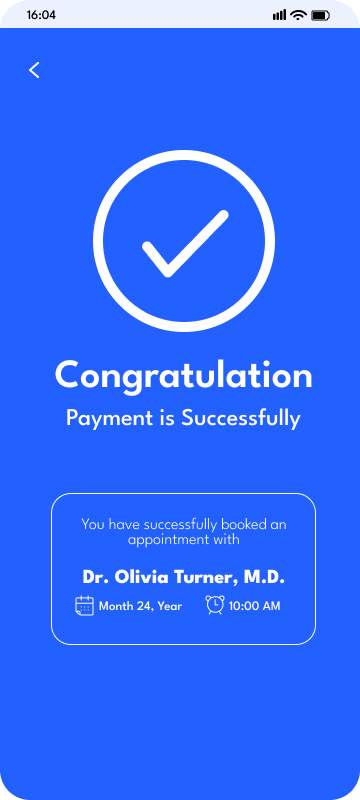 16:04
Congratulation
Payment is Successfully
You have successfully booked an
appointment with
Dr. Olivia Turner, M.D.
Month 24, Year 10:00 AM